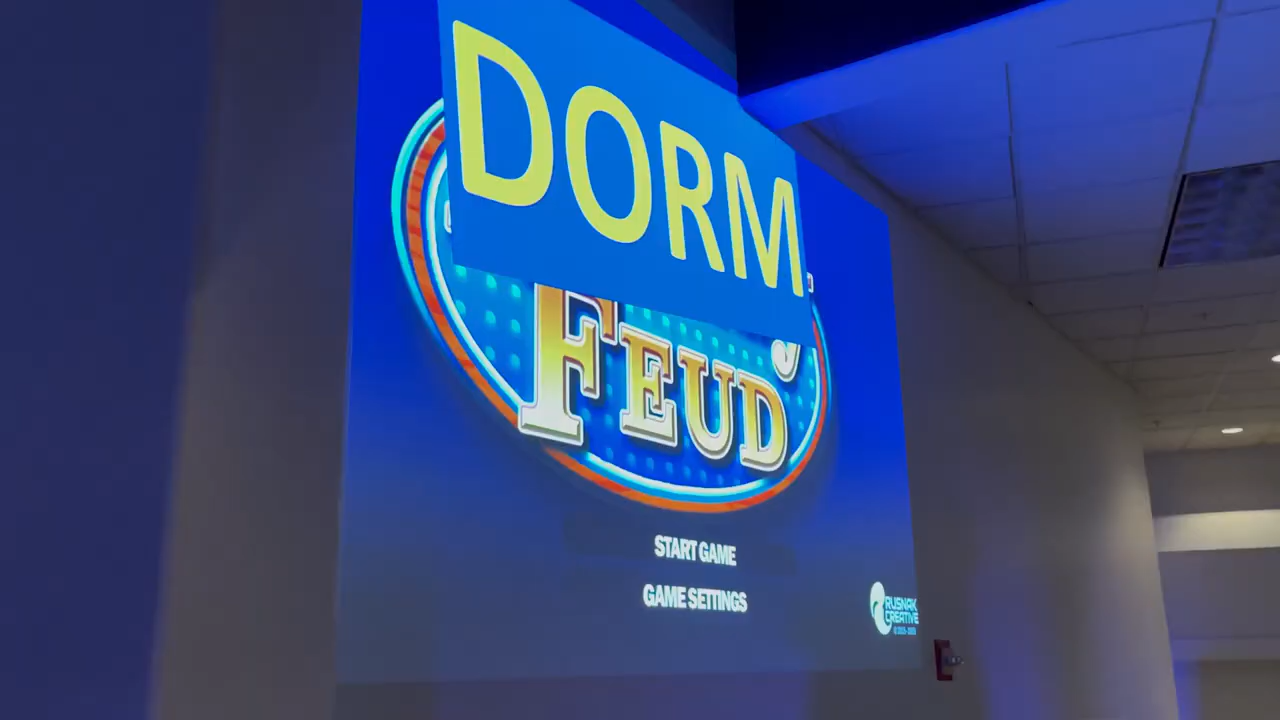 DORM
FEUD
START GAME
GAME SETTINGS
RUSNAK
CREATIVE